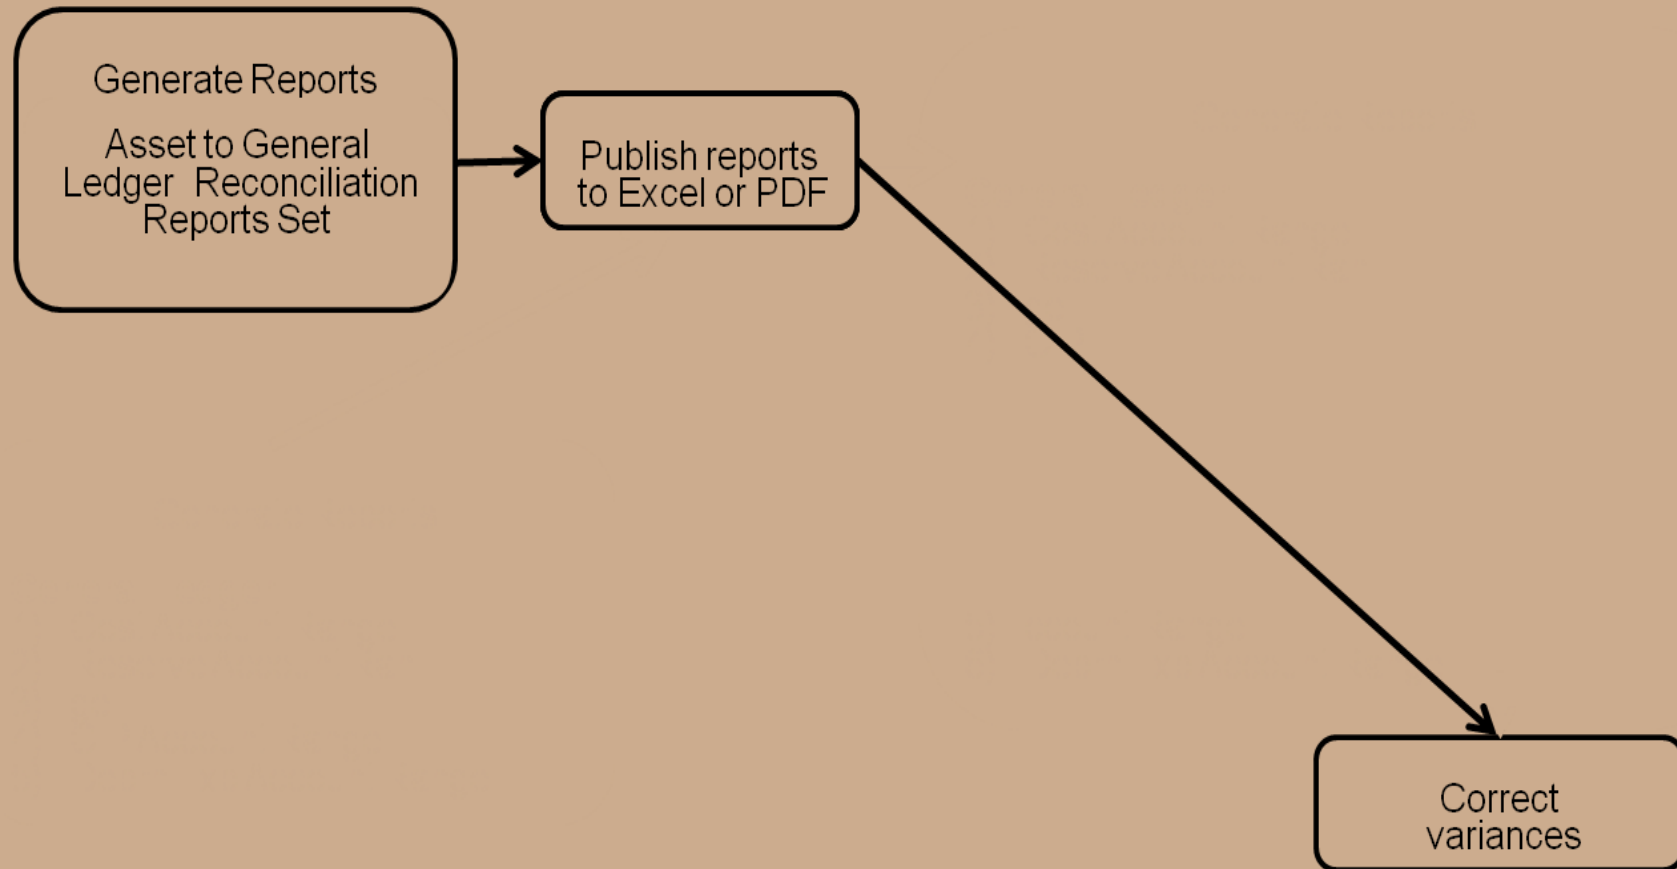 Generate Reports
Asset to General
Ledger Reconciliation
Reports Set
Publish reports
to Excel or PDF
Correct
variances